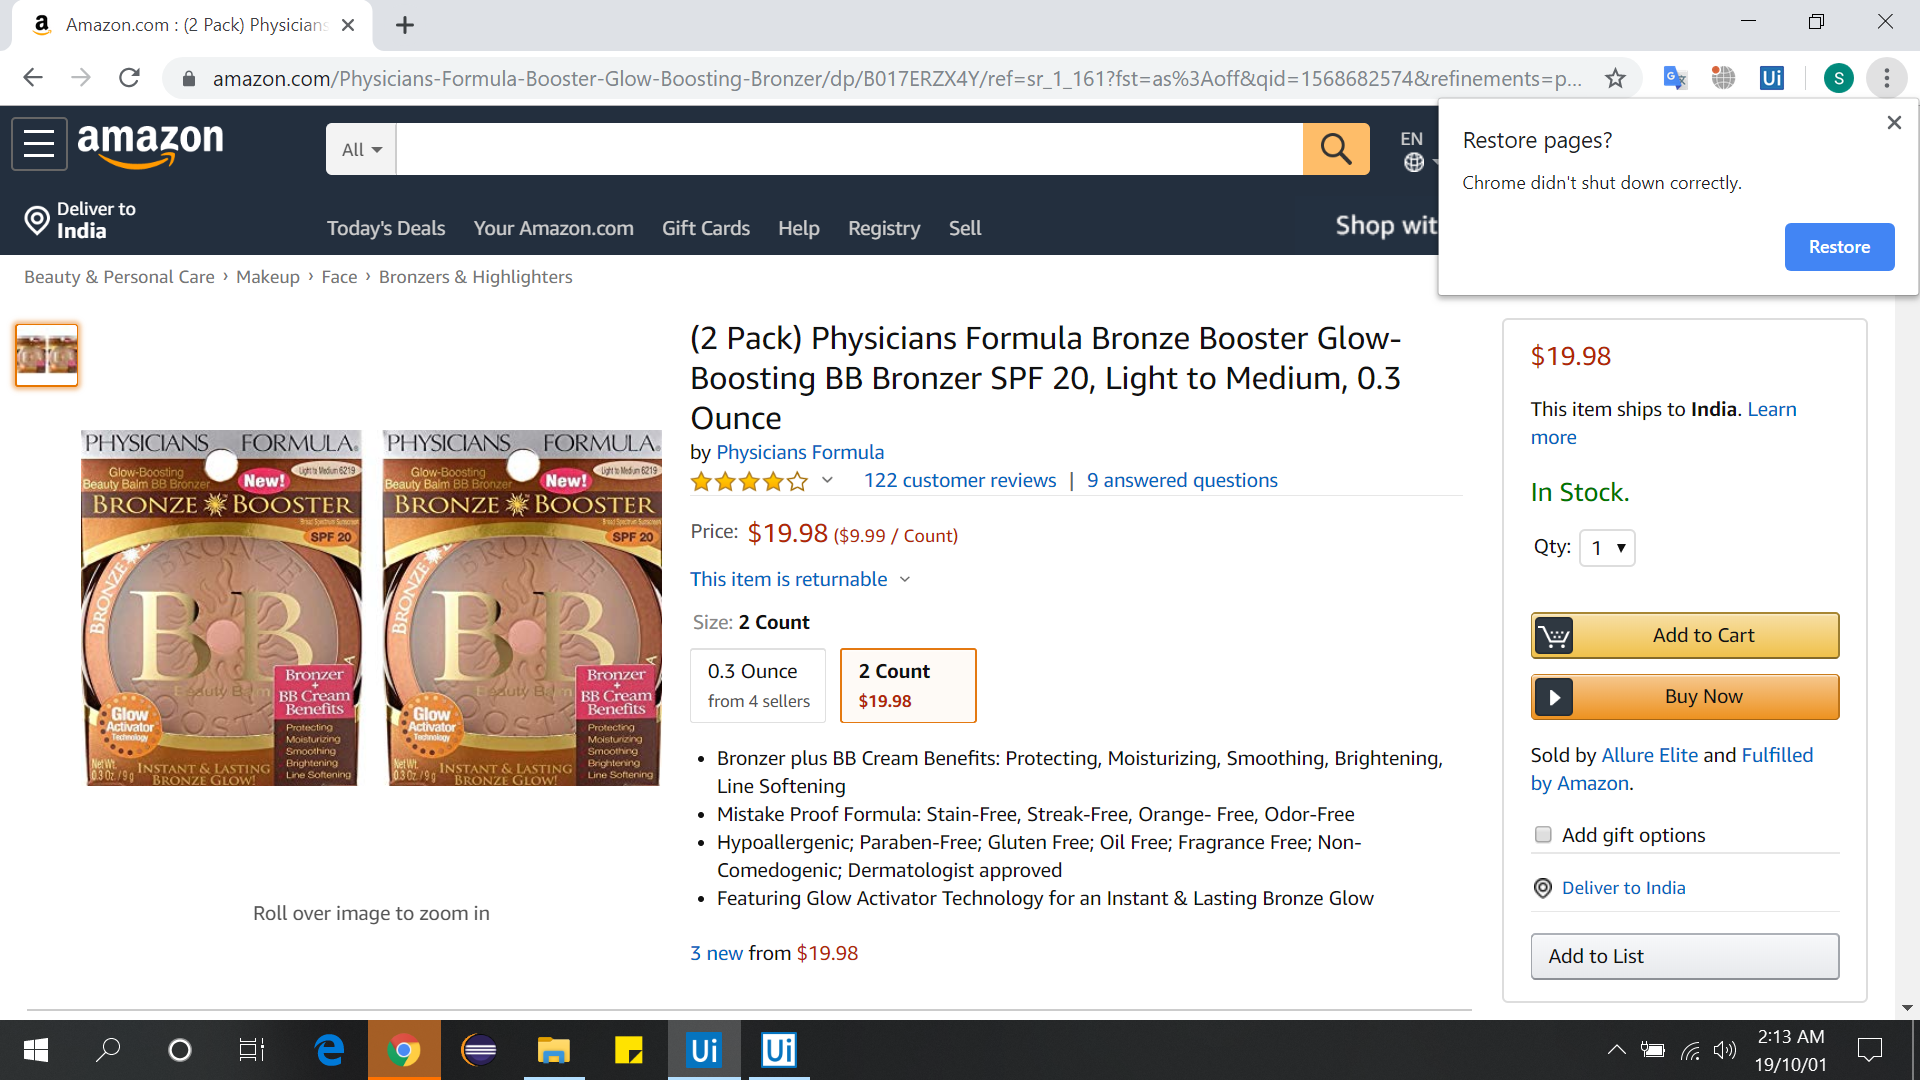 Amazon.com : (2 Pack) Physicians
amazon.com/Physicians-Formula-Booster-Glow-Boosting-Bronzer/dp/B017ERZX4Y/ref=sr_1_161?fst=as%3Aoff&qid=1568682574&refinements=p...
S
Ui
Restore pages?
Chrome didn't shut down correctly.
Restore
amazon
All
EN
Deliver to
India
Today's Deals
Your Amazon.com
Gift Cards
Help
Registry
Sell
Shop wit
Beauty & Personal Care › Makeup › Face › Bronzers & Highlighters
PHYSICIANS FORMULA
Glow-Boosting
Beauty Balm BB Bronzer
New!
Light to Medium 6219
BRONZE BOOSTER
SPF 20
BRONZE
BB
Beauty Balm
Bronzer
+
BB Cream
Benefits
Glow
Activator
Technology
Protecting
Moisturizing
Smoothing
Brightening
Line Softening
Net Wt.
0.3 Oz. / 9 g
INSTANT & LASTING
BRONZE GLOW!
PHYSICIANS FORMULA
Glow-Boosting
Beauty Balm BB Bronzer
New!
Light to Medium 6219
BRONZE BOOSTER
SPF 20
BRONZE
BB
Beauty Balm
Bronzer
+
BB Cream
Benefits
Glow
Activator
Technology
Protecting
Moisturizing
Smoothing
Brightening
Line Softening
Net Wt.
0.3 Oz. / 9 g
INSTANT & LASTING
BRONZE GLOW!
Roll over image to zoom in
(2 Pack) Physicians Formula Bronze Booster Glow-
Boosting BB Bronzer SPF 20, Light to Medium, 0.3
Ounce
by Physicians Formula
122 customer reviews | 9 answered questions
Price: $19.98 ($9.99 / Count)
This item is returnable
Size: 2 Count
0.3 Ounce
from 4 sellers
2 Count
$19.98
• Bronzer plus BB Cream Benefits: Protecting, Moisturizing, Smoothing, Brightening,
Line Softening
• Mistake Proof Formula: Stain-Free, Streak-Free, Orange- Free, Odor-Free
• Hypoallergenic; Paraben-Free; Gluten Free; Oil Free; Fragrance Free; Non-
Comedogenic; Dermatologist approved
• Featuring Glow Activator Technology for an Instant & Lasting Bronze Glow
3 new from $19.98
$19.98
This item ships to India. Learn
more
In Stock.
Qty: 1
Add to Cart
Buy Now
Sold by Allure Elite and Fulfilled
by Amazon.
Add gift options
Deliver to India
Add to List
Ui
Ui
2:13 AM
19/10/01